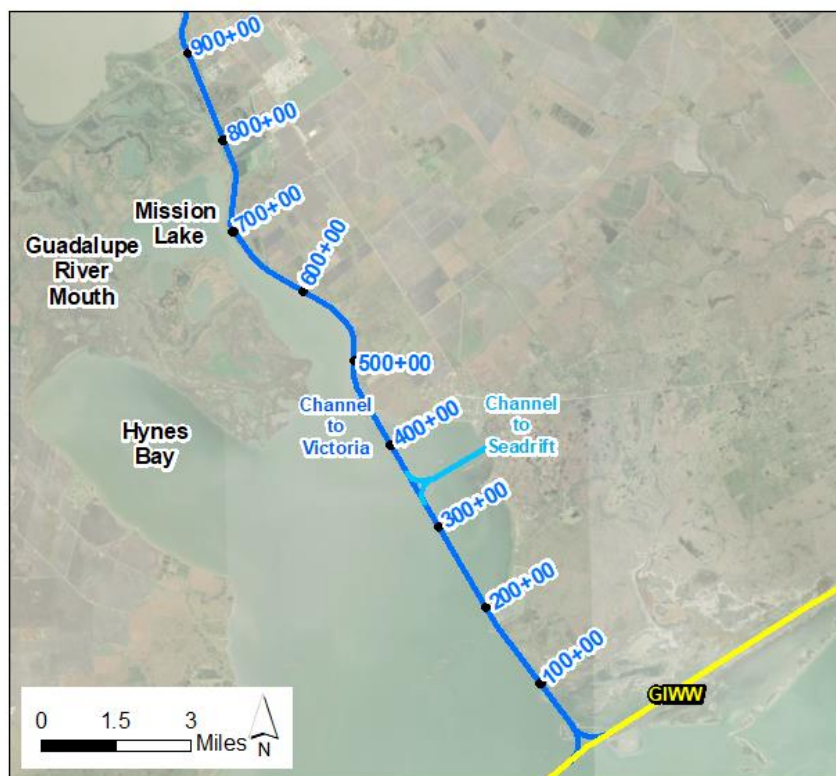 900+00
800+00
Mission
Lake
700+00
Guadalupe
River
Mouth
600+00
500+00
Channel
to
Victoria
400+00
Channel
to
Seadrift
Hynes
Bay
300+00
200+00
100+00
GIWW
0 1.5 3
Miles
N